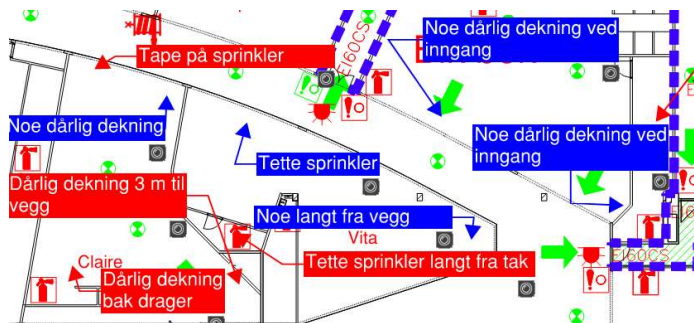 Noe dårlig dekning ved
inngang
Tape på sprinkler
EI60CS
Noe dårlig dekning
Noe dårlig dekning ved
inngang
Tette sprinkler
Dårlig dekning 3 m til
vegg
Noe langt fra vegg
Vita
Claire
Tette sprinkler langt fra tak
Dårlig dekning
bak drager
EI60CS